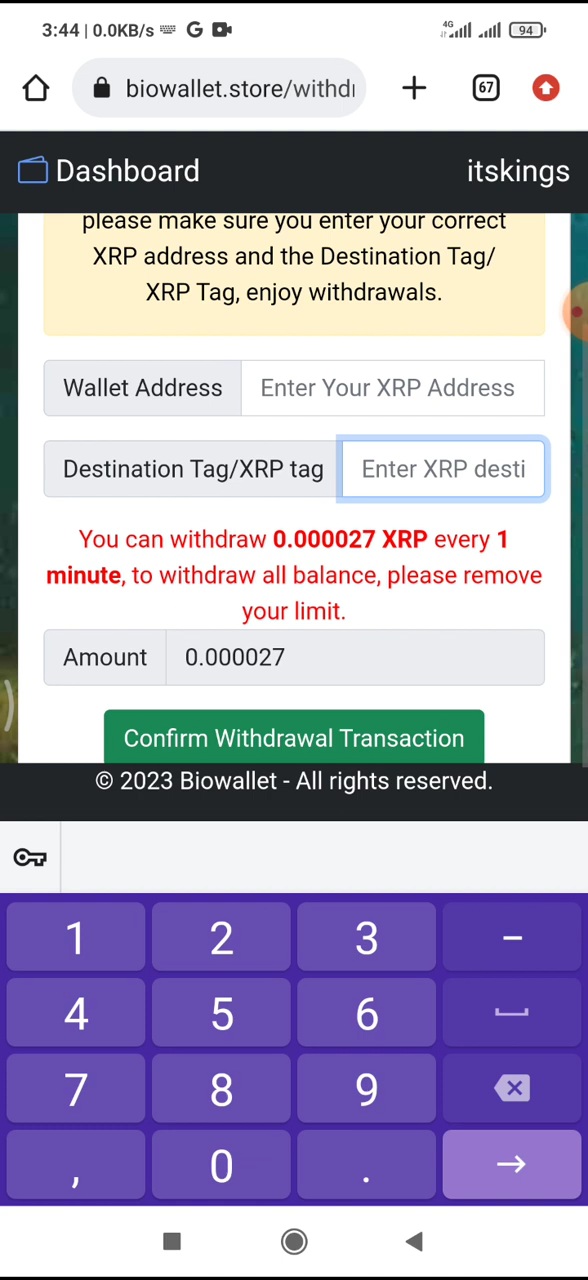 3:44 | 0.0KB/s G 4G 94
biowallet.store/withd
67
Dashboard itskings
please make sure you enter your correct
XRP address and the Destination Tag/
XRP Tag, enjoy withdrawals.
Wallet Address Enter Your XRP Address
Destination Tag/XRP tag Enter XRP desti
You can withdraw 0.000027 XRP every 1
minute, to withdraw all balance, please remove
your limit.
Amount 0.000027
Confirm Withdrawal Transaction
© 2023 Biowallet - All rights reserved.
1 2 3 –
4 5 6
7 8 9
, 0 .